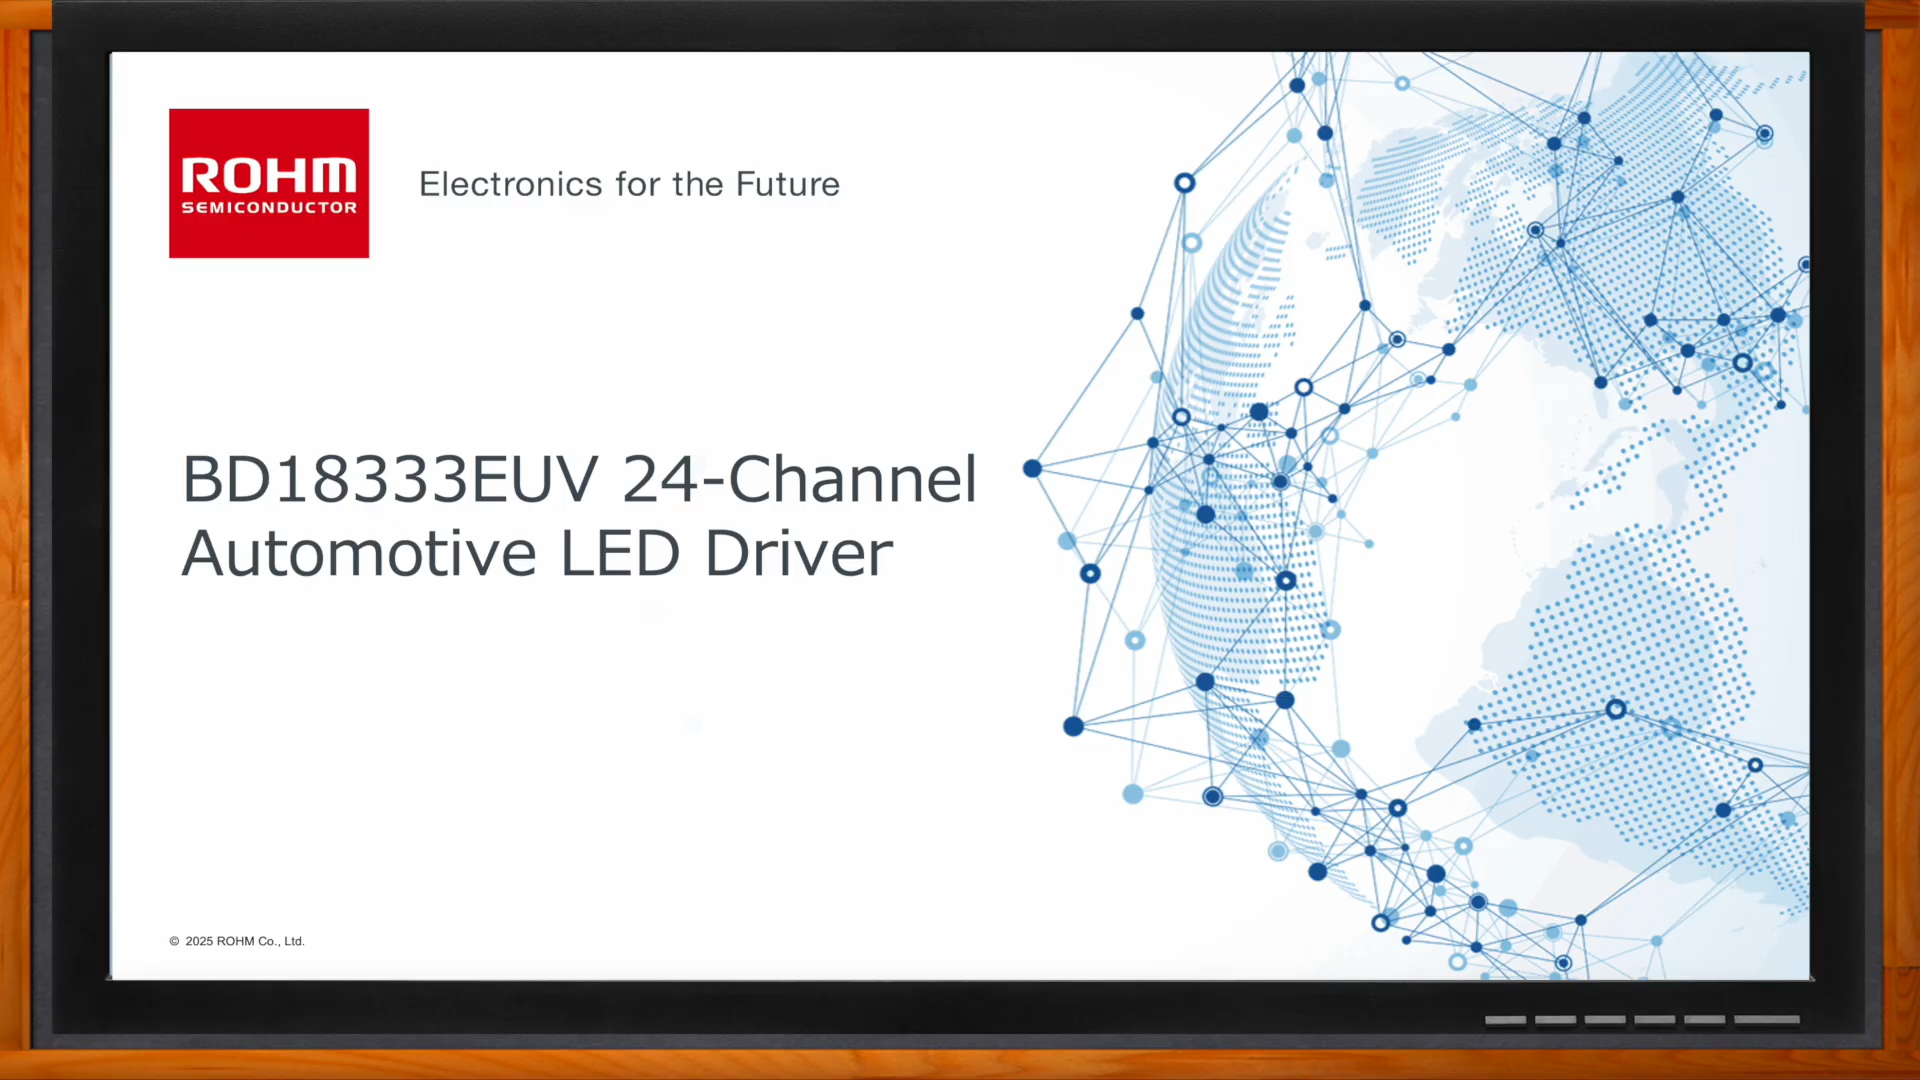 ROHM
SEMICONDUCTOR
Electronics for the Future
BD18333EUV 24-Channel
Automotive LED Driver
© 2025 ROHM Co., Ltd.